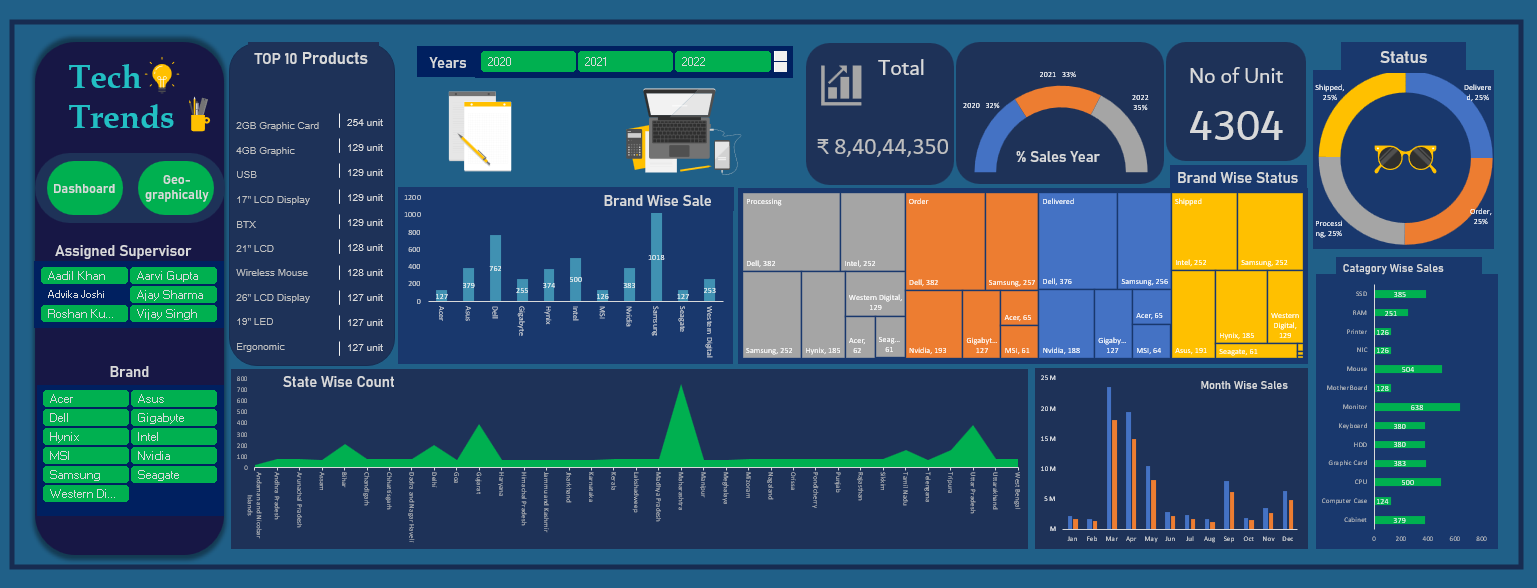 Tech
Trends
Dashboard
Geo-
graphically
Assigned Supervisor
Aadil Khan
Aarvi Gupta
Advika Joshi
Ajay Sharma
Roshan Ku...
Vijay Singh
Brand
Acer
Asus
Dell
Gigabyte
Hynix
Intel
MSI
Nvidia
Samsung
Seagate
Western Di...
TOP 10 Products
2GB Graphic Card 254 unit
4GB Graphic 129 unit
USB 129 unit
17" LCD Display 129 unit
BTX 129 unit
21" LCD 128 unit
Wireless Mouse 128 unit
26" LCD Display 127 unit
19" LED 127 unit
Ergonomic 127 unit
Years 2020 2021 2022
Total
₹ 8,40,44,350
2020 32%
2021 33%
2022
35%
% Sales Year
No of Unit
4304
Status
Shipped,
25%
Delivere
d, 25%
Processi
ng, 25%
Order,
25%
Brand Wise Sale
1200
1000
800
600
400
200
0
127
379
762
255
374
500
126
383
1018
127
253
Acer
Asus
Dell
Gigabyte
Hynix
Intel
MSI
Nvidia
Samsung
Seagate
Western Digital
Brand Wise Status
Processing
Dell, 382
Intel, 252
Samsung, 252
Hynix, 185
Western Digital,
129
Acer,
62
Seag...
61
Order
Dell, 382
Samsung, 257
Nvidia, 193
Gigabyt...
127
Acer, 65
MSI, 61
Delivered
Dell, 376
Samsung, 256
Nvidia, 188
Gigaby...
127
Acer, 65
MSI, 64
Shipped
Intel, 252
Samsung, 252
Asus, 191
Hynix, 185
Western
Digital,
129
Seagate, 61
Catagory Wise Sales
SSD 385
RAM 251
Printer 126
NIC 126
Mouse 504
MotherBoard 128
Monitor 638
Keyboard 380
HDD 380
Graphic Card 383
CPU 500
Computer Case 124
Cabinet 379
0 200 400 600 800
State Wise Count
800
700
600
500
400
300
200
100
0
Andaman and Nicobar
Islands
Andhra Pradesh
Arunachal Pradesh
Assam
Bihar
Chandigarh
Chhattisgarh
Dadra and Nagar Haveli
Delhi
Goa
Gujarat
Haryana
Himachal Pradesh
Jammu and Kashmir
Jharkhand
Karnataka
Kerala
Lakshadweep
Madhya Pradesh
Maharashtra
Manipur
Meghalaya
Mizoram
Nagaland
Orissa
Pondicherry
Punjab
Rajasthan
Sikkim
Tamil Nadu
Telangana
Tripura
Uttar Pradesh
Uttarakhand
West Bengal
Month Wise Sales
25 M
20 M
15 M
10 M
5 M
M
Jan Feb Mar Apr May Jun Jul Aug Sep Oct Nov Dec